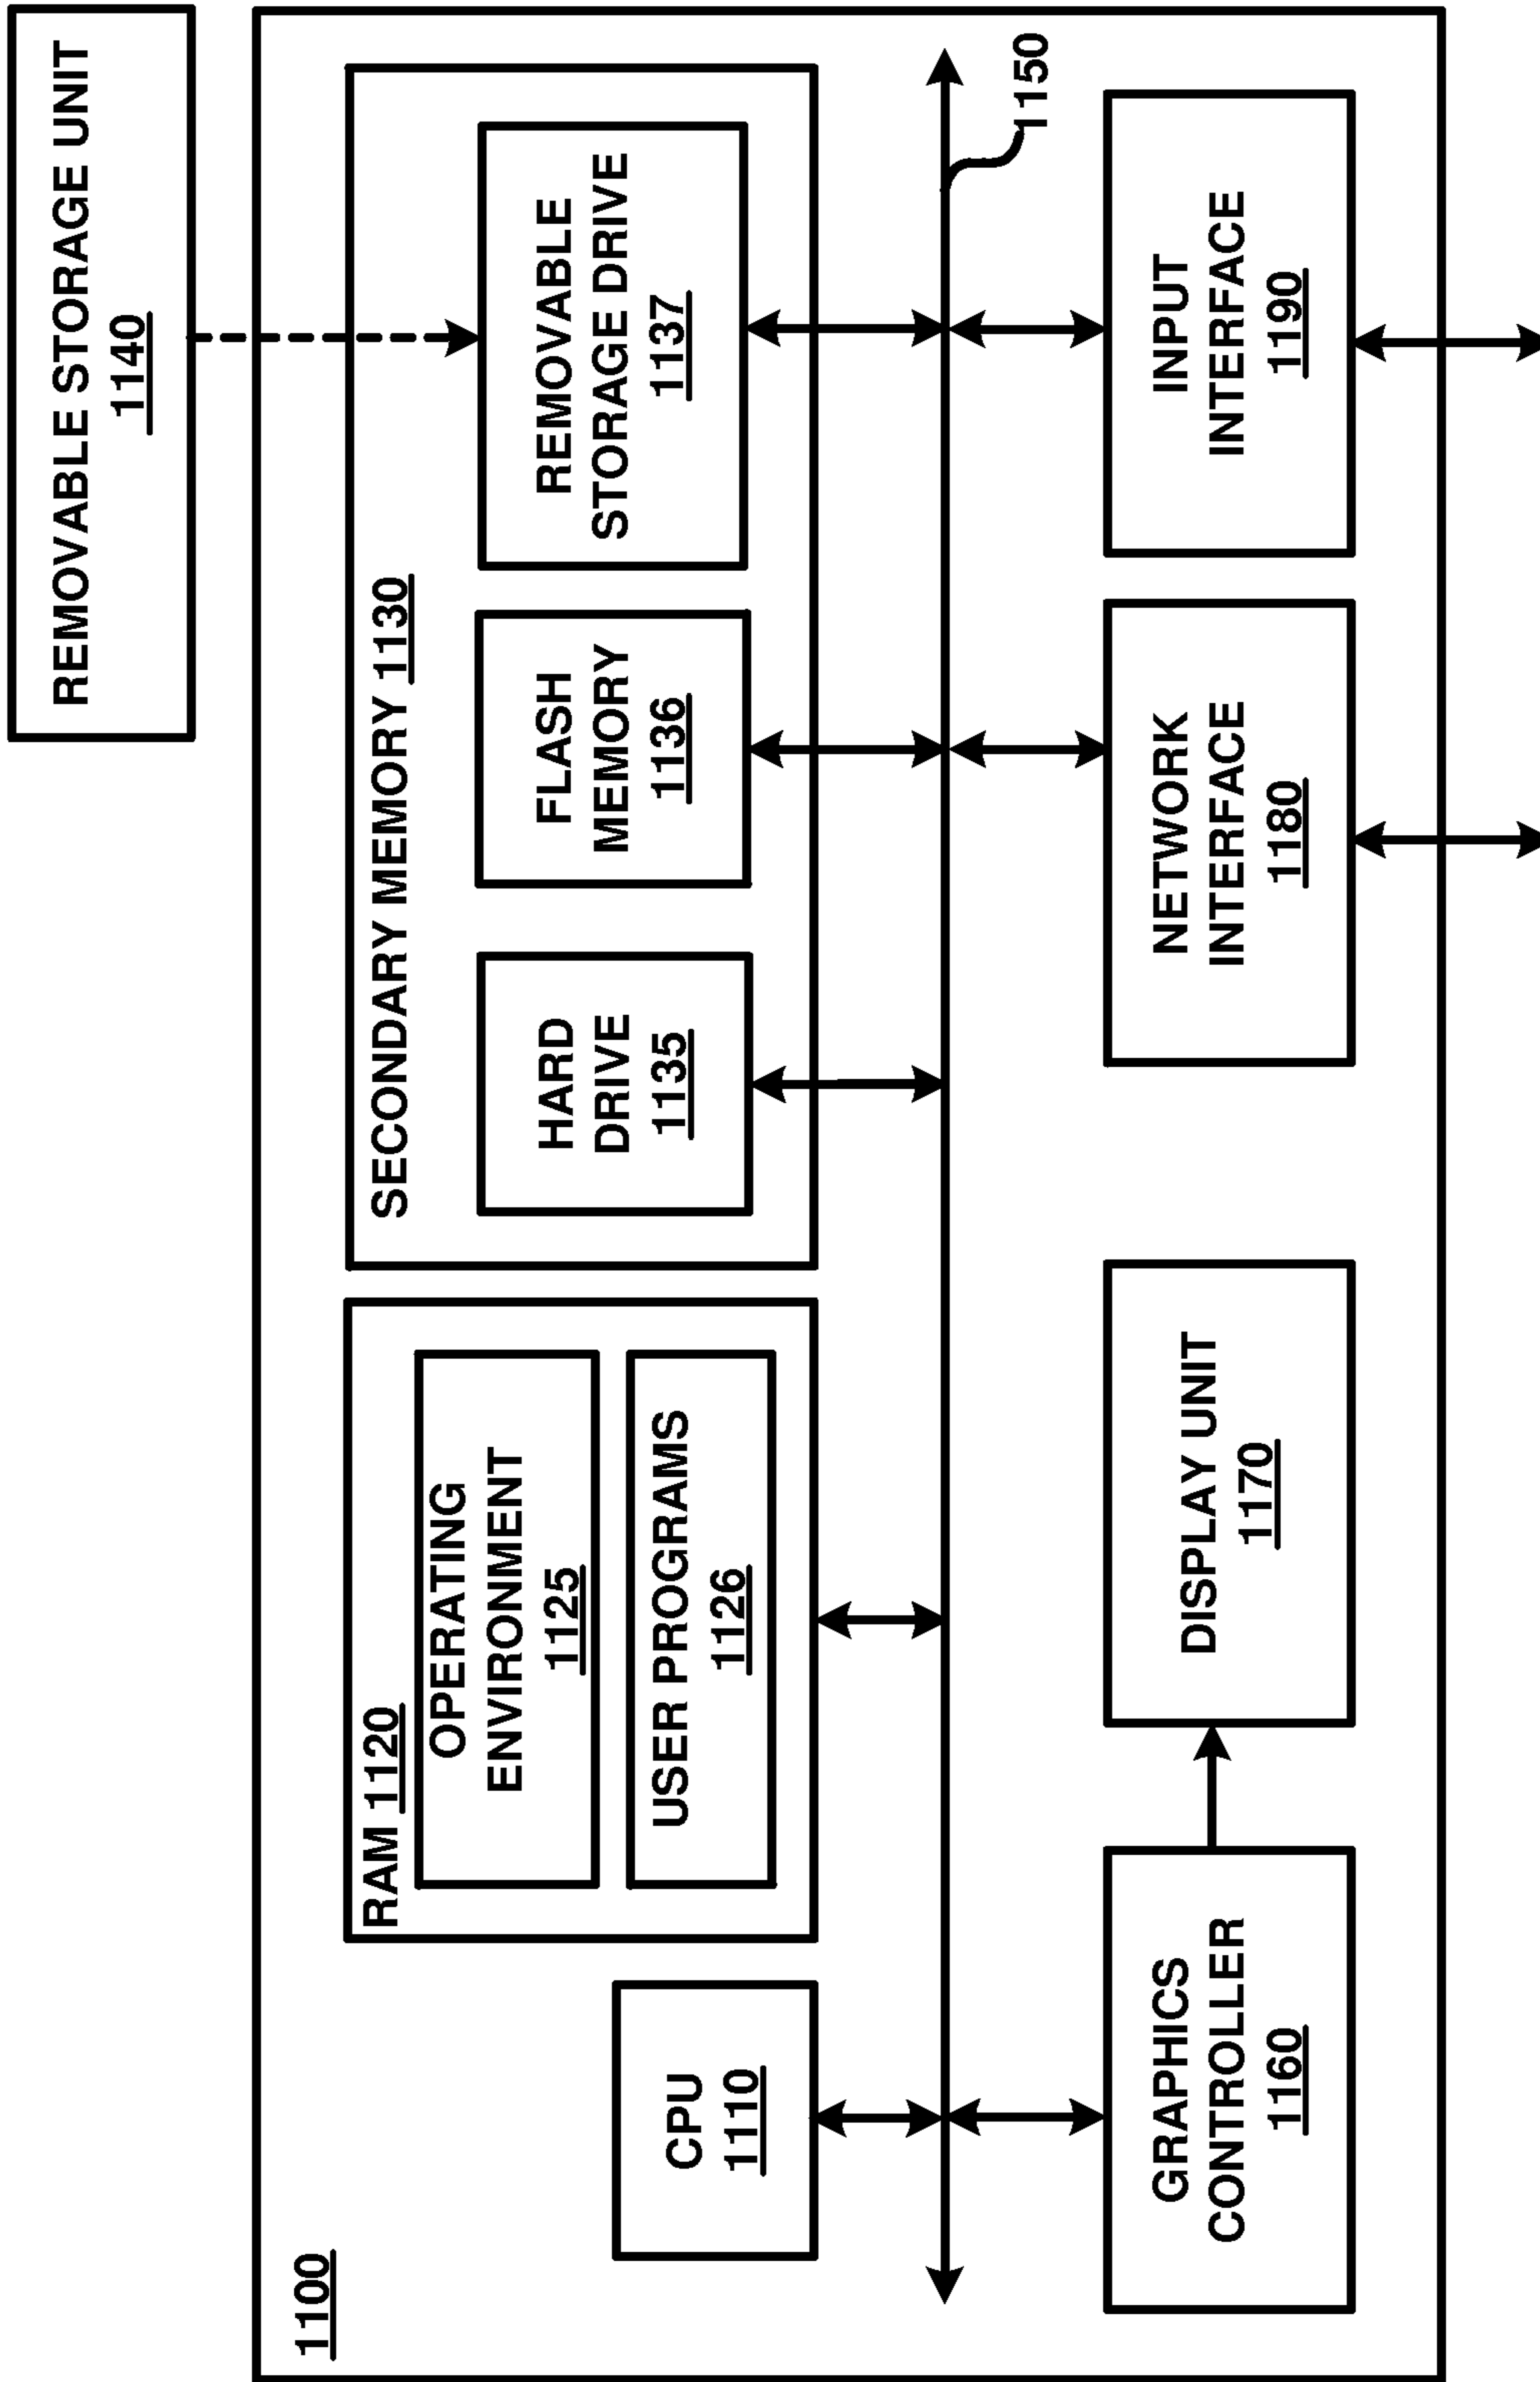 REMOVABLE STORAGE UNIT
1140
1100
RAM 1120
OPERATING
ENVIRONMENT
1125
USER PROGRAMS
1126
CPU
1110
SECONDARY MEMORY 1130
HARD
DRIVE
1135
FLASH
MEMORY
1136
REMOVABLE
STORAGE DRIVE
1137
1150
GRAPHICS
CONTROLLER
1160
DISPLAY UNIT
1170
NETWORK
INTERFACE
1180
INPUT
INTERFACE
1190